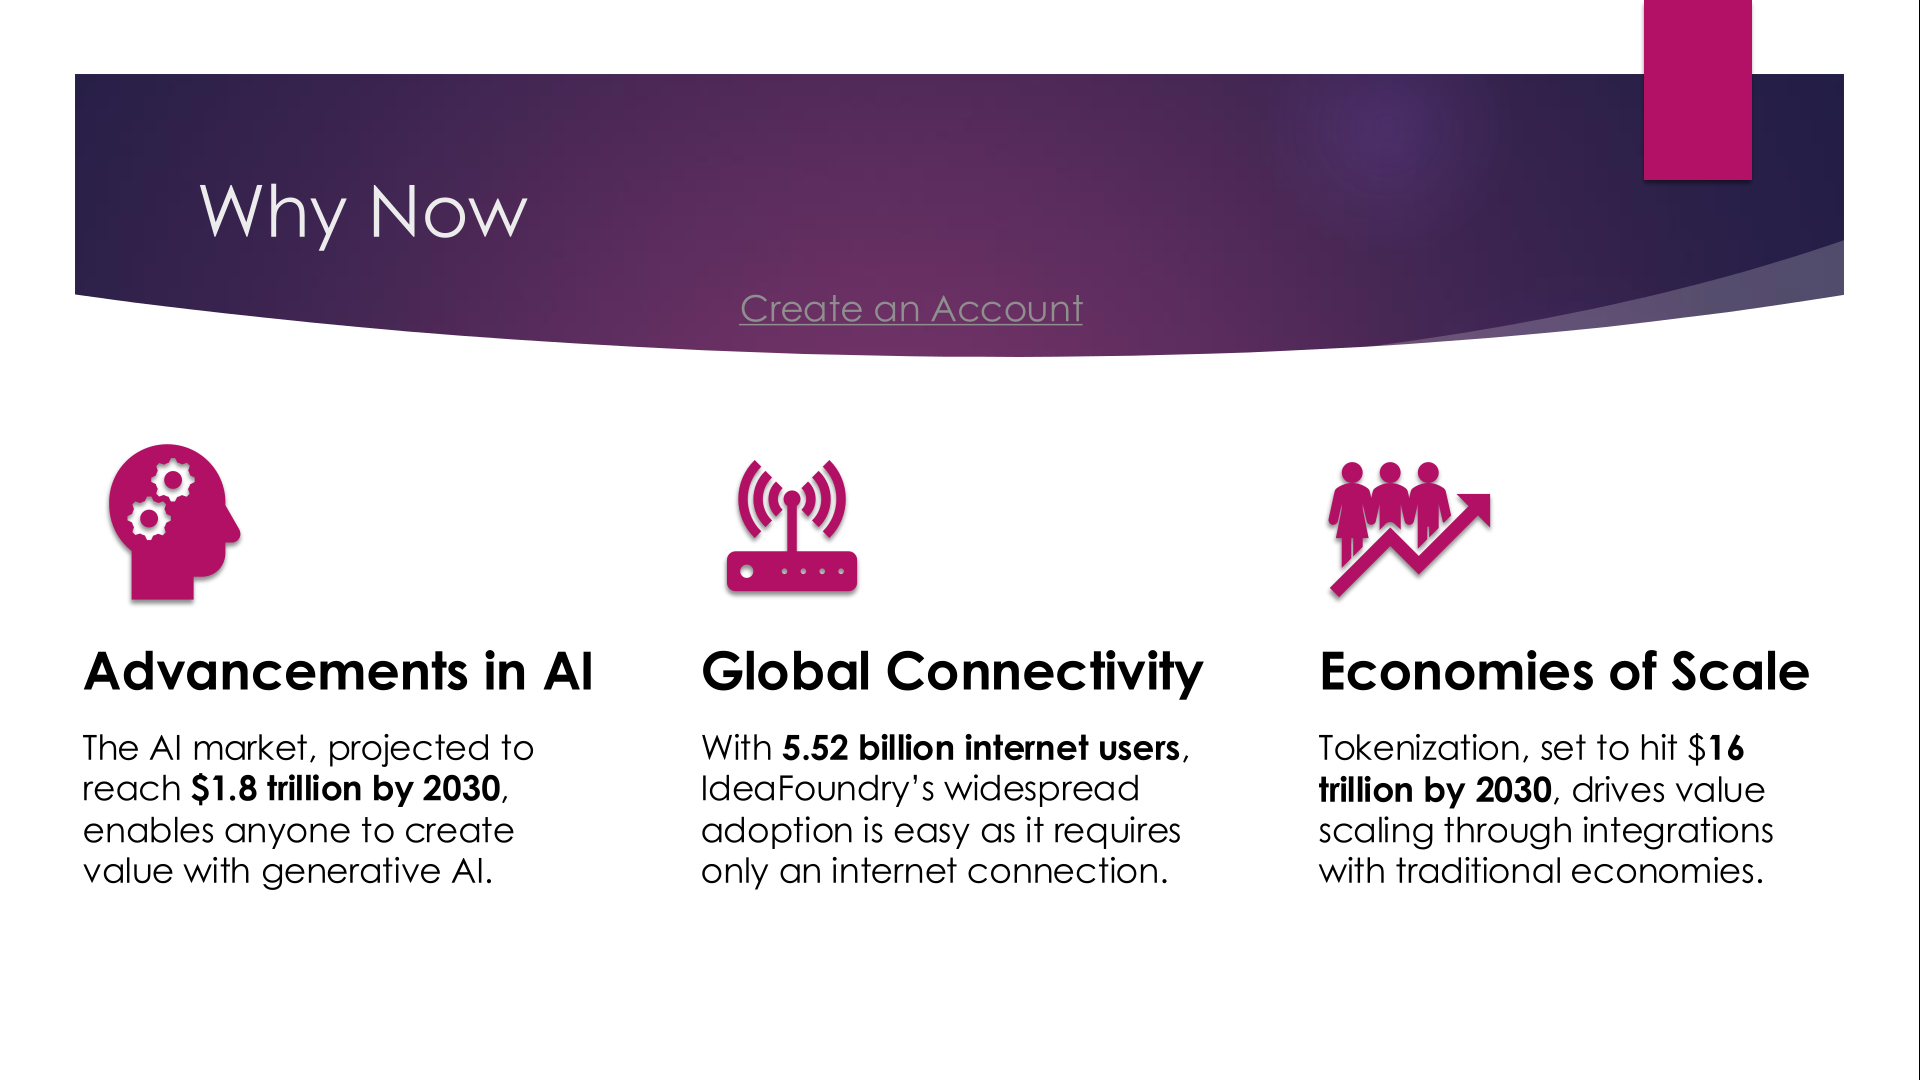 Why Now
Create an Account
Advancements in AI
The AI market, projected to
reach $1.8 trillion by 2030,
enables anyone to create
value with generative AI.
Global Connectivity
With 5.52 billion internet users,
IdeaFoundry’s widespread
adoption is easy as it requires
only an internet connection.
Economies of Scale
Tokenization, set to hit $16
trillion by 2030, drives value
scaling through integrations
with traditional economies.